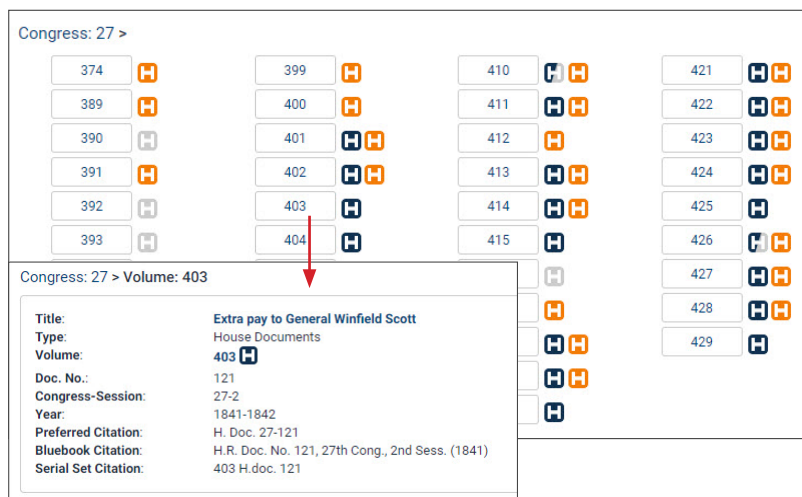 Congress: 27 >
374 H
389 H
390 H
391 H
392 H
393 H
399 H
400 H
401 H H
402 H H
403 H
404 H
410 H H
411 H H
412 H
413 H H
414 H H
415 H
H
H
H H
H H
H
421 H H
422 H H
423 H H
424 H H
425 H
426 H H
427 H H
428 H H
429 H
Congress: 27 > Volume: 403
Title: Extra pay to General Winfield Scott
Type: House Documents
Volume: 403 H
Doc. No.: 121
Congress-Session: 27-2
Year: 1841-1842
Preferred Citation: H. Doc. 27-121
Bluebook Citation: H.R. Doc. No. 121, 27th Cong., 2nd Sess. (1841)
Serial Set Citation: 403 H.doc. 121